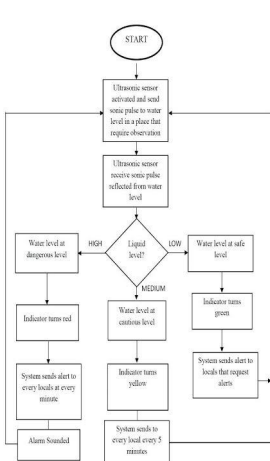 START
Ultrasonic sensor
activated and send
sonic pulse to water
level in a place that
require observation
Ultrasonic sensor
receive sonic pulse
reflected from water
level
Liquid
level?
HIGH
LOW
MEDIUM
Water level at
dangerous level
Indicator turns red
System sends alert to
every locals at every
minute
Alarm Sounded
Water level at
cautious level
Indicator turns
yellow
System sends to
every local every 5
minutes
Water level at safe
level
Indicator turns
green
System sends alert to
locals that request
alerts